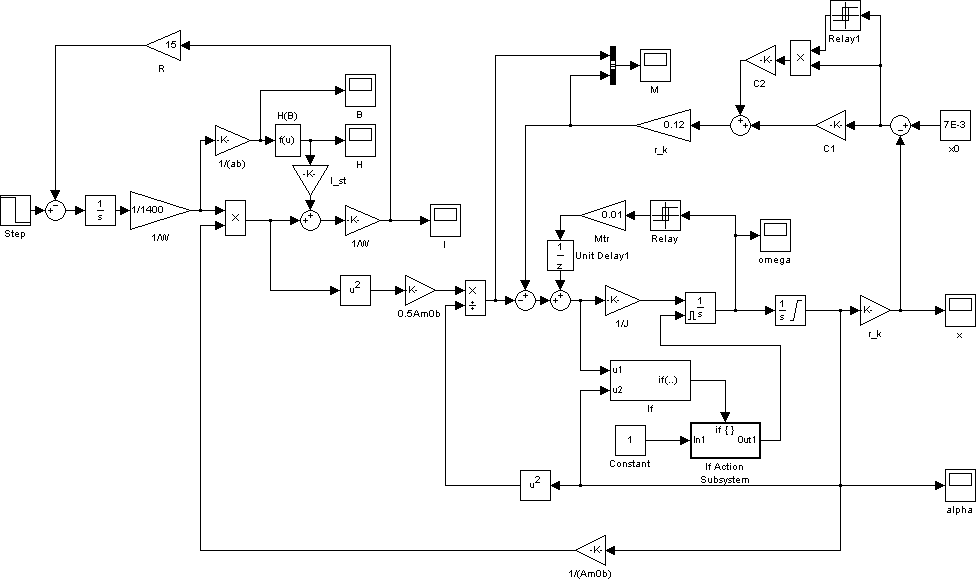 Relay1
15
R
-K-
C2
×
M
B
H(B)
-K-
1/(ab)
f(u)
H
0.12
r_k
-K-
C1
7E-3
x0
-K-
I_st
Step
1
s
1/1400
1/W
×
-K-
1/W
I
0.01
Mtr
Relay
omega
1
z
Unit Delay1
u²
K-
0.5Am0b
×
÷
K-
1/J
1
s
1
s
K-
r_k
x
u1
u2
if(..)
If
1
Constant
if { }
In1
Out1
If Action
Subsystem
u²
alpha
-K-
1/(Am0b)